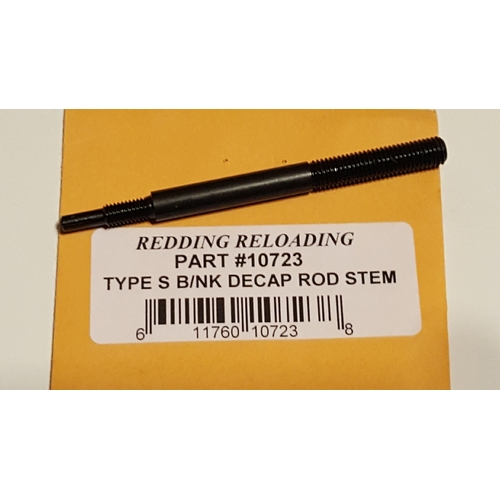 REDDING RELOADING
PART #10723
TYPE S B/NK DECAP ROD STEM
6 11760 10723 8